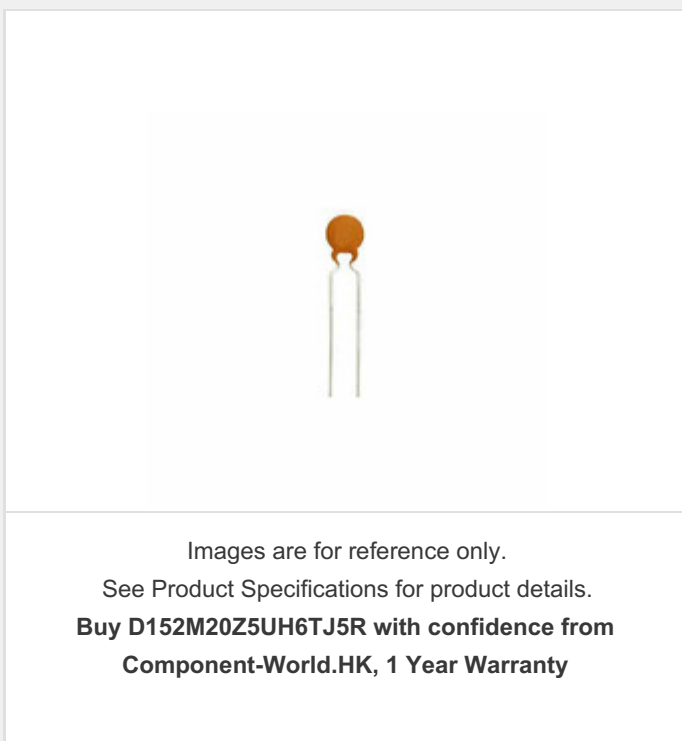 Images are for reference only.
See Product Specifications for product details.
Buy D152M20Z5UH6TJ5R with confidence from
Component-World.HK, 1 Year Warranty